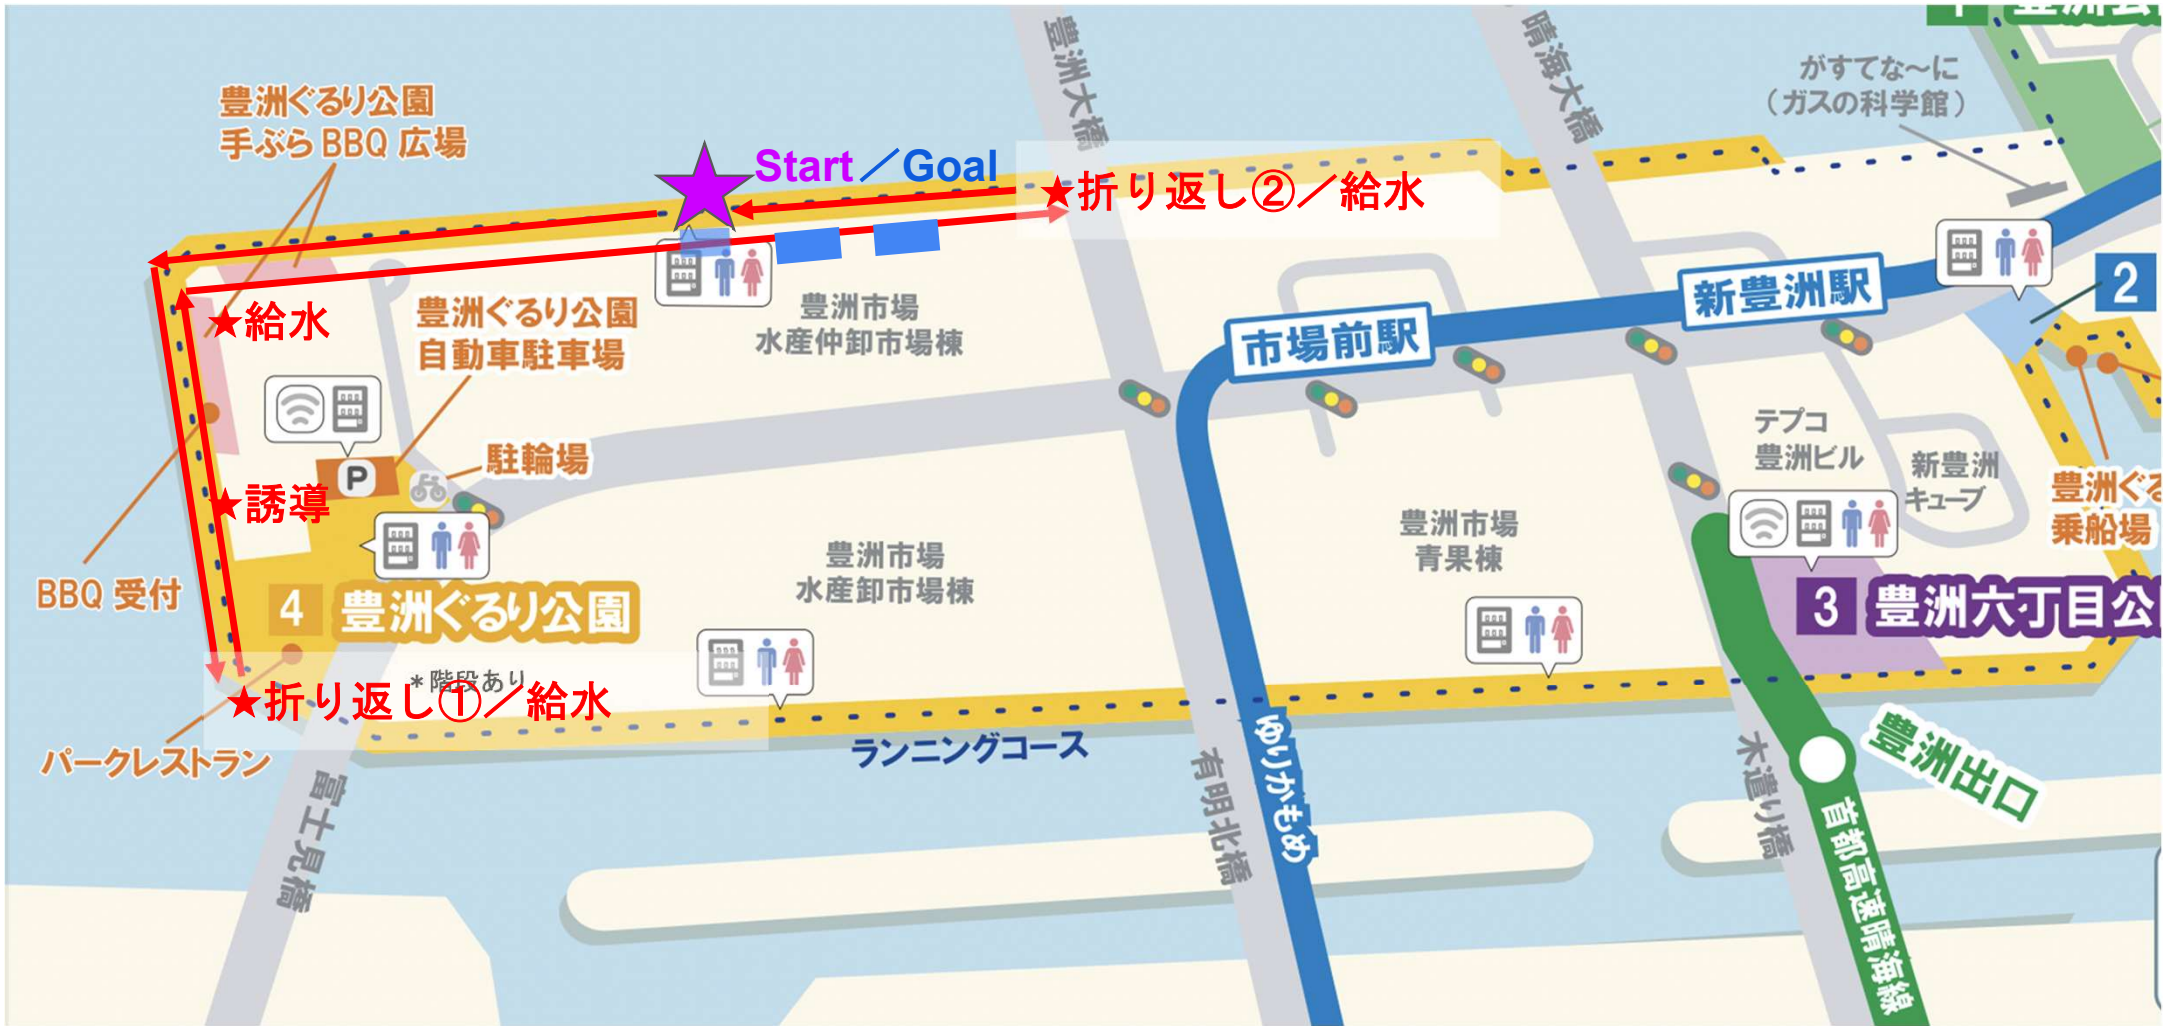 豊洲ぐるり公園
手ぶら BBQ 広場
Start／Goal
★折り返し②／給水
豊洲大橋
晴海大橋
がすてな〜に
（ガスの科学館）
★給水
豊洲ぐるり公園
自動車駐車場
豊洲市場
水産仲卸市場棟
市場前駅
新豊洲駅
2
P
駐輪場
★誘導
BBQ 受付
4 豊洲ぐるり公園
豊洲市場
水産卸市場棟
豊洲市場
青果棟
テプコ
豊洲ビル
新豊洲
キューブ
豊洲ぐる
乗船場
3 豊洲六丁目公
＊階段あり
★折り返し①／給水
パークレストラン
ランニングコース
富士見橋
有明北橋
ゆりかもめ
木遣り橋
豊洲出口
首都高速晴海線